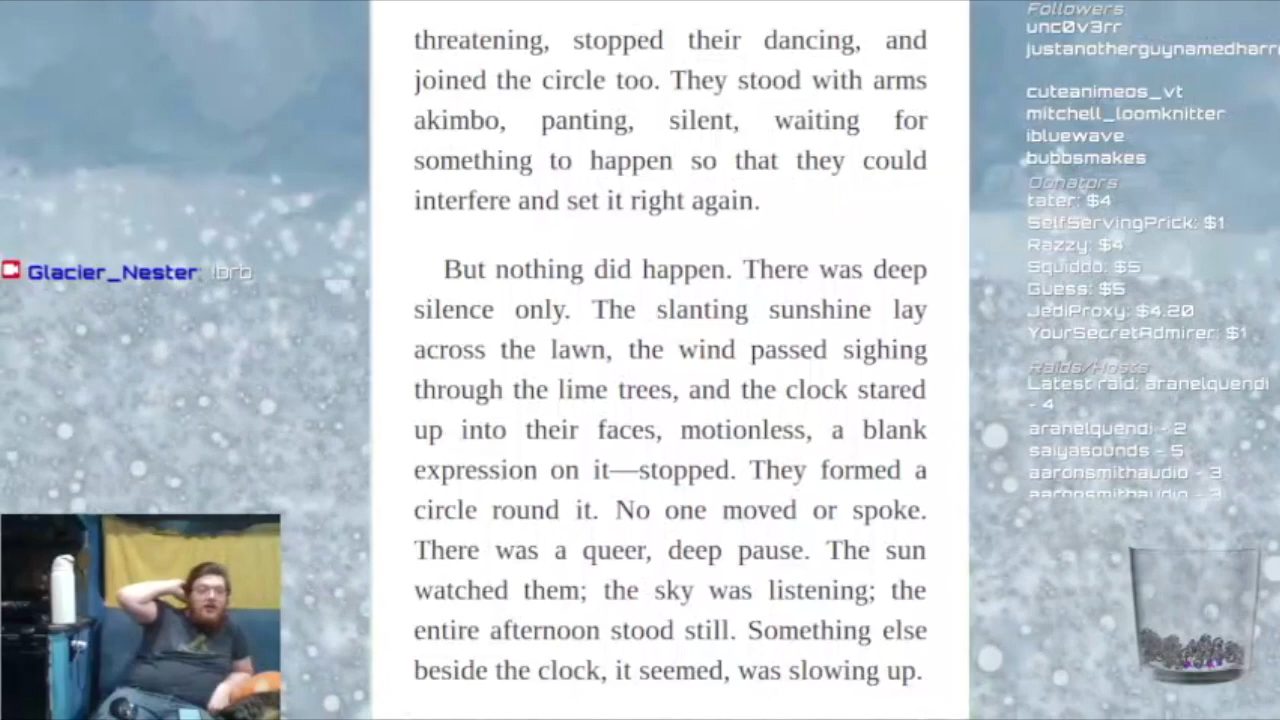 threatening, stopped their dancing, and
joined the circle too. They stood with arms
akimbo, panting, silent, waiting for
something to happen so that they could
interfere and set it right again.
But nothing did happen. There was deep
silence only. The slanting sunshine lay
across the lawn, the wind passed sighing
through the lime trees, and the clock stared
up into their faces, motionless, a blank
expression on it—stopped. They formed a
circle round it. No one moved or spoke.
There was a queer, deep pause. The sun
watched them; the sky was listening; the
entire afternoon stood still. Something else
beside the clock, it seemed, was slowing up.
Glacier_Nester: !brb
Followers
unc0v3rr
justanotherguynamedharr
cuteanimeos_vt
mitchell_loomknitter
ibluewave
bubbsmakes
Donators
tater: $4
SelfServingPrick: $1
Razzy: $4
Squiddo: $5
Guess: $5
JediProxy: $4.20
YourSecretAdmirer: $1
Raids/Hosts
Latest raid: aranelquendi
- 4
aranelquendi - 2
saiyasounds - 5
aaronsmithaudio - 3
aaronsmithaudio - 3